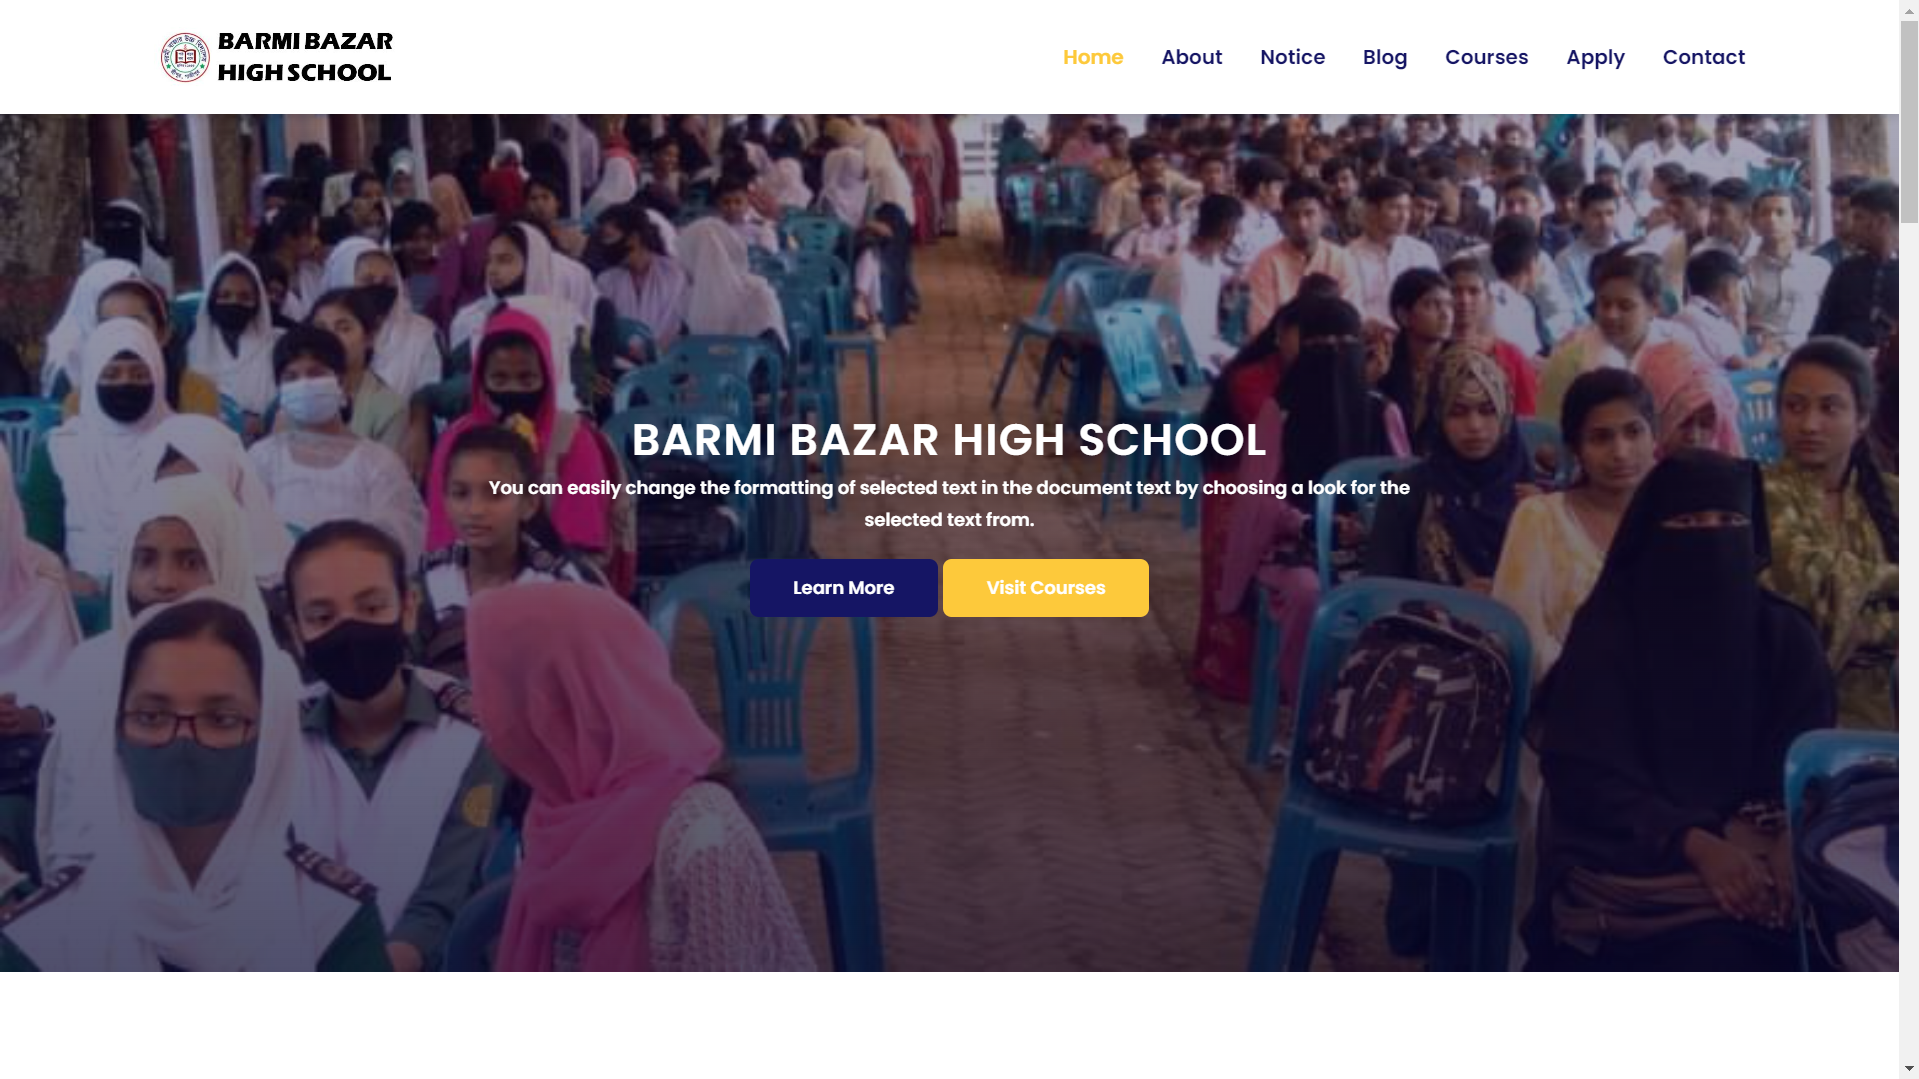 BARMI BAZAR
HIGH SCHOOL
Home
About
Notice
Blog
Courses
Apply
Contact
BARMI BAZAR HIGH SCHOOL
You can easily change the formatting of selected text in the document text by choosing a look for the
selected text from.
Learn More
Visit Courses